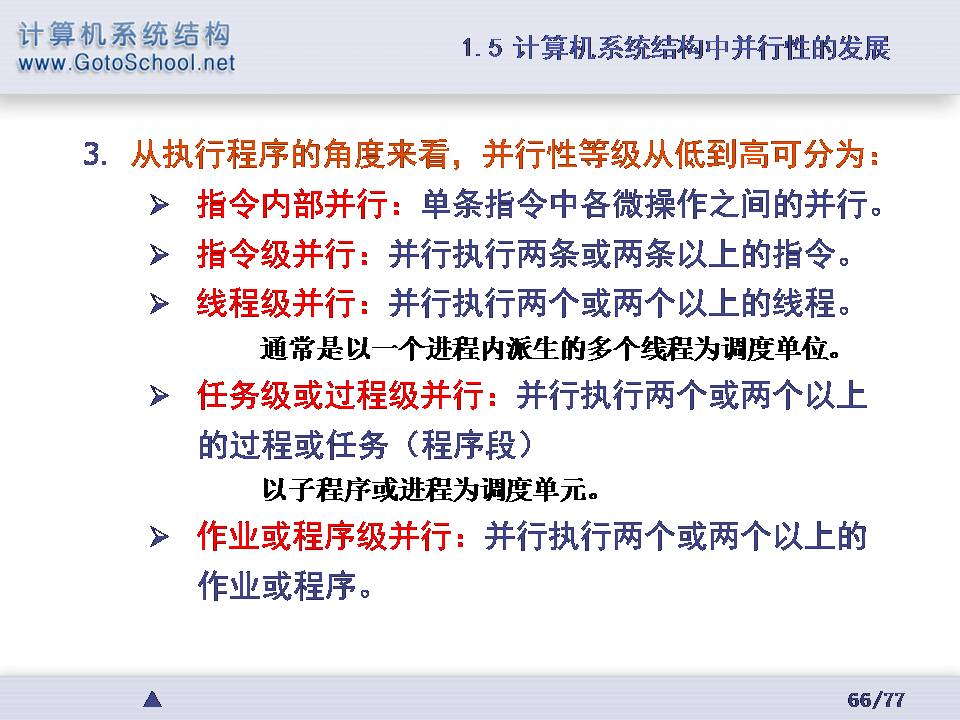 计算机系统结构
www.GotoSchool.net
1.5 计算机系统结构中并行性的发展
3. 从执行程序的角度来看，并行性等级从低到高可分为：
➢ 指令内部并行：单条指令中各微操作之间的并行。
➢ 指令级并行：并行执行两条或两条以上的指令。
➢ 线程级并行：并行执行两个或两个以上的线程。
通常是以一个进程内派生的多个线程为调度单位。
➢ 任务级或过程级并行：并行执行两个或两个以上
的过程或任务（程序段）
以子程序或进程为调度单元。
➢ 作业或程序级并行：并行执行两个或两个以上的
作业或程序。
66/77